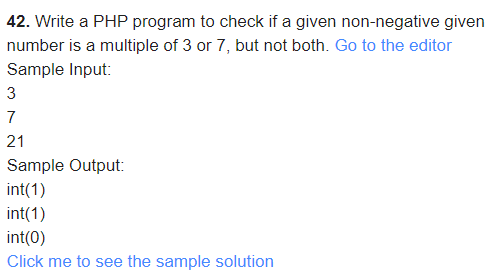 42. Write a PHP program to check if a given non-negative given
number is a multiple of 3 or 7, but not both. Go to the editor
Sample Input:
3
7
21
Sample Output:
int(1)
int(1)
int(0)
Click me to see the sample solution